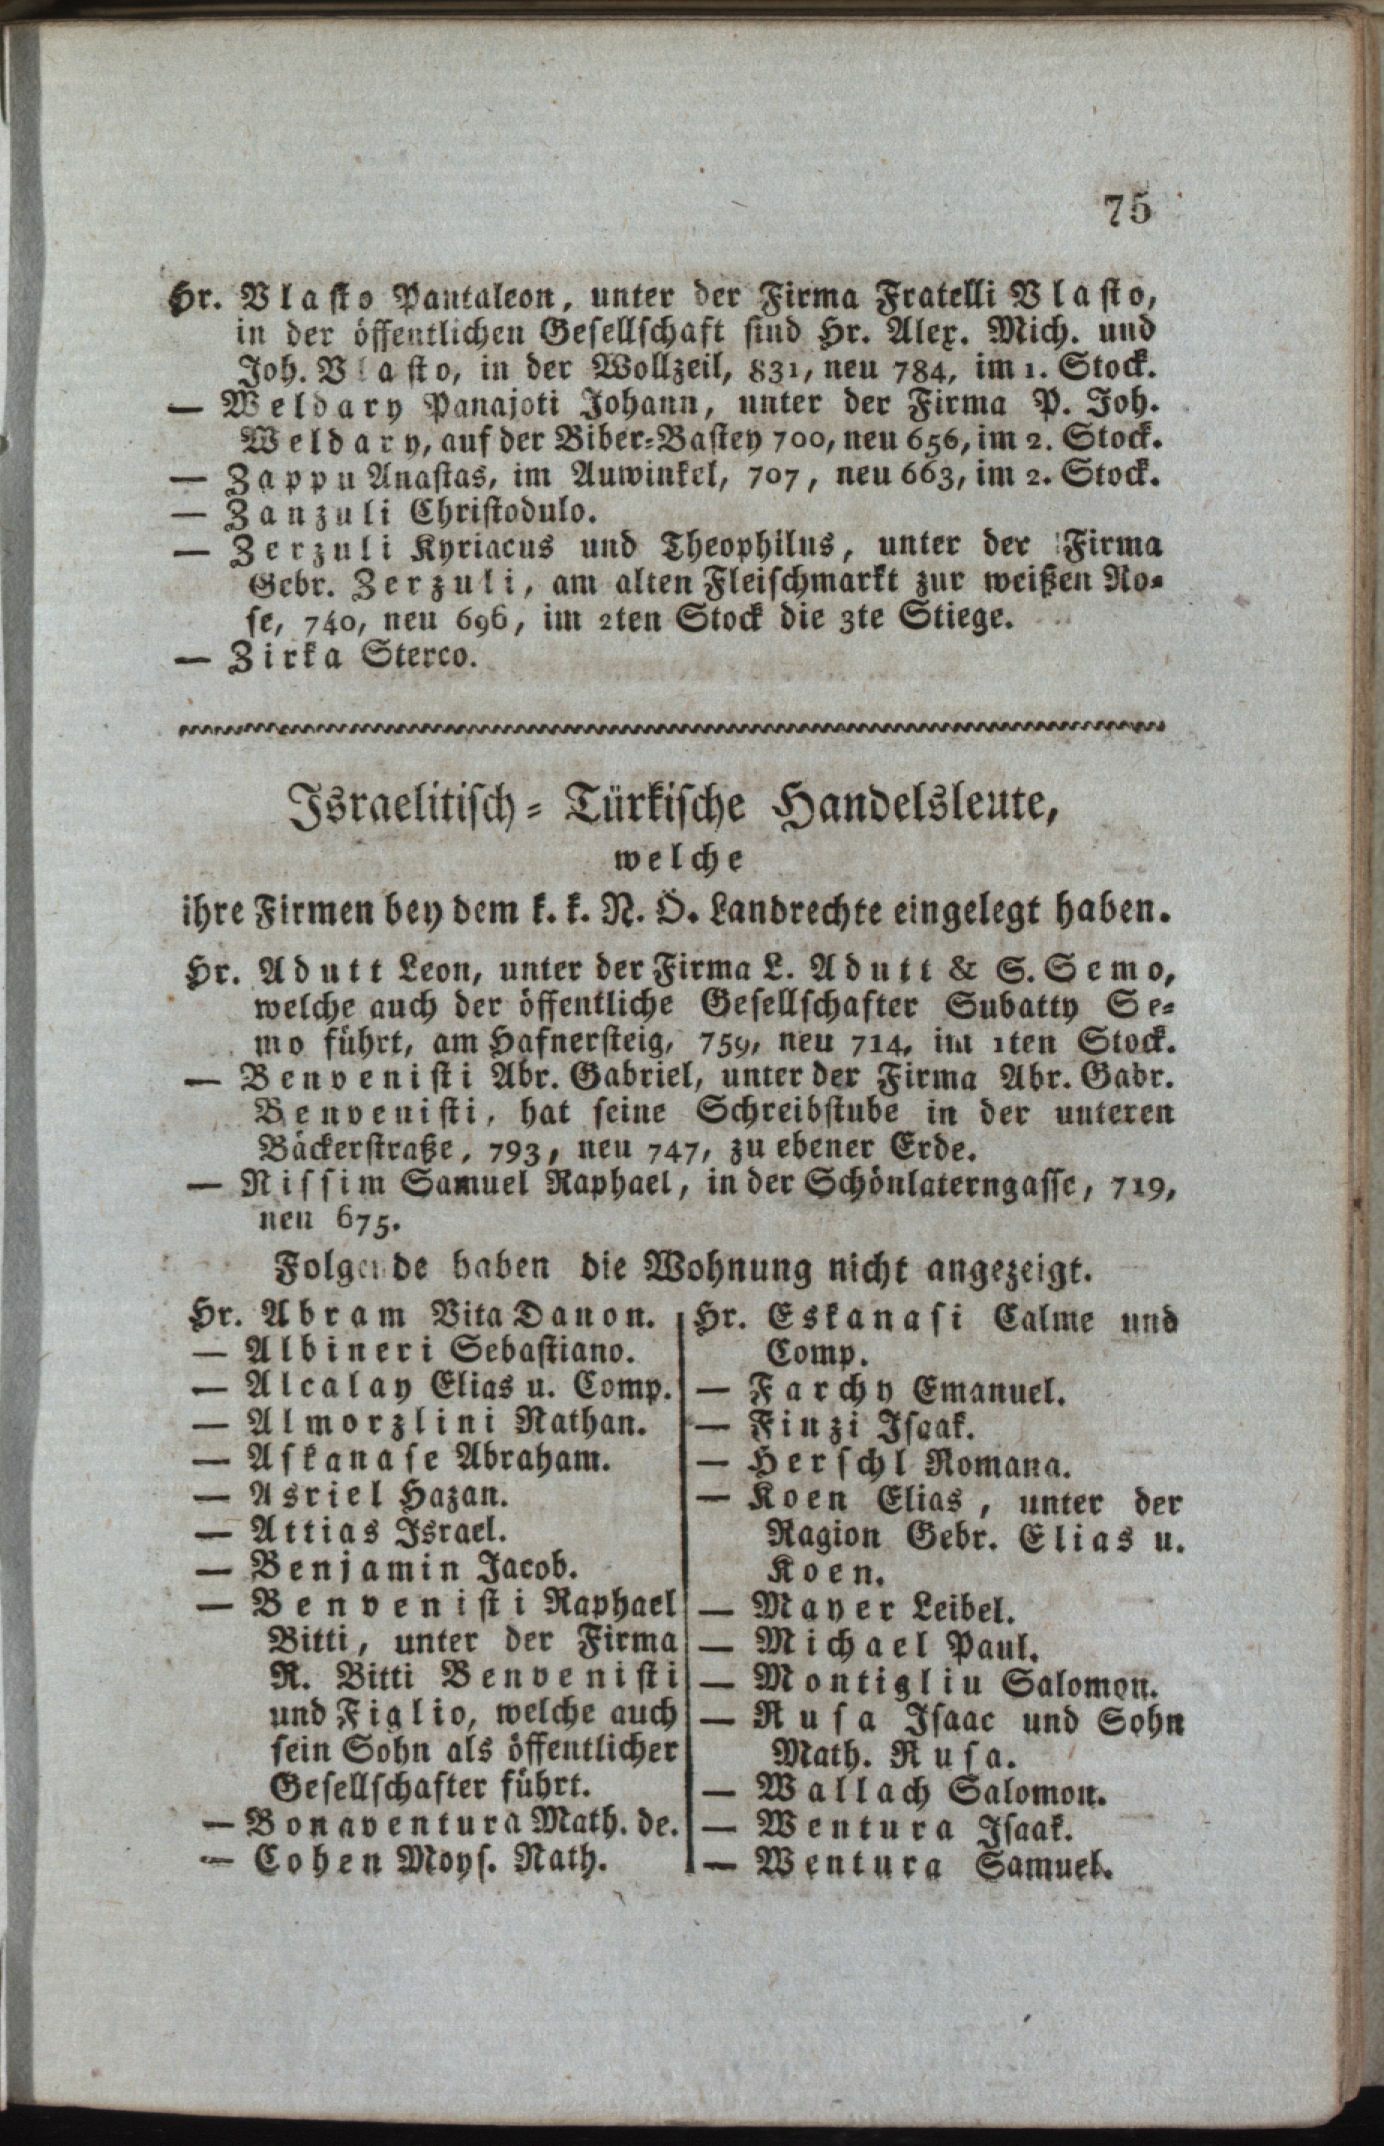 75
Hr. Vlasto Pantaleon, unter der Firma Fratelli Vlasto,
in der öffentlichen Gesellschaft sind Hr. Alex. Mich. und
Joh. Vlasto, in der Wollzeil, 831, neu 784, im 1. Stock.
— Weldary Panajoti Johann, unter der Firma P. Joh.
Weldary, auf der Biber-Bastey 700, neu 656, im 2. Stock.
— Zappu Anastas, im Auwinkel, 707, neu 663, im 2. Stock.
— Zanzuli Christodulo.
— Zerzuli Kyriacus und Theophilus, unter der Firma
Gebr. Zerzuli, am alten Fleischmarkt zur weißen Ro-
se, 740, neu 696, im 2ten Stock die 3te Stiege.
— Zirka Sterco.
Israelitisch-Türkische Handelsleute,
welche
ihre Firmen bey dem k. k. N. Ö. Landrechte eingelegt haben.
Hr. Adutt Leon, unter der Firma L. Adutt & S. Semo,
welche auch der öffentliche Gesellschafter Subatty Se-
mo führt, am Hafnersteig, 759, neu 714, im 1ten Stock.
— Benvenisti Abr. Gabriel, unter der Firma Abr. Gabr.
Benvenisti, hat seine Schreibstube in der unteren
Bäckerstraße, 793, neu 747, zu ebener Erde.
— Nissim Samuel Raphael, in der Schönlaterngasse, 719,
neu 675.
Folgende haben die Wohnung nicht angezeigt.
Hr. Abram Vita Danon.
— Albineri Sebastiano.
— Alcalay Elias u. Comp.
— Almorzlini Nathan.
— Askanase Abraham.
— Asriel Hazan.
— Attias Israel.
— Benjamin Jacob.
— Benvenisti Raphael
Bitti, unter der Firma
R. Bitti Benvenisti
und Figlio, welche auch
sein Sohn als öffentlicher
Gesellschafter führt.
— Bonaventura Math. de.
— Cohen Moys. Nath.
Hr. Eskanasi Calme und
Comp.
— Farchy Emanuel.
— Finzi Isaak.
— Herschl Romana.
— Koen Elias, unter der
Ragion Gebr. Elias u.
Koen.
— Mayer Leibel.
— Michael Paul.
— Montigliu Salomon.
— Rusa Isaac und Sohn
Math. Rusa.
— Wallach Salomon.
— Wentura Isaak.
— Wentura Samuel.